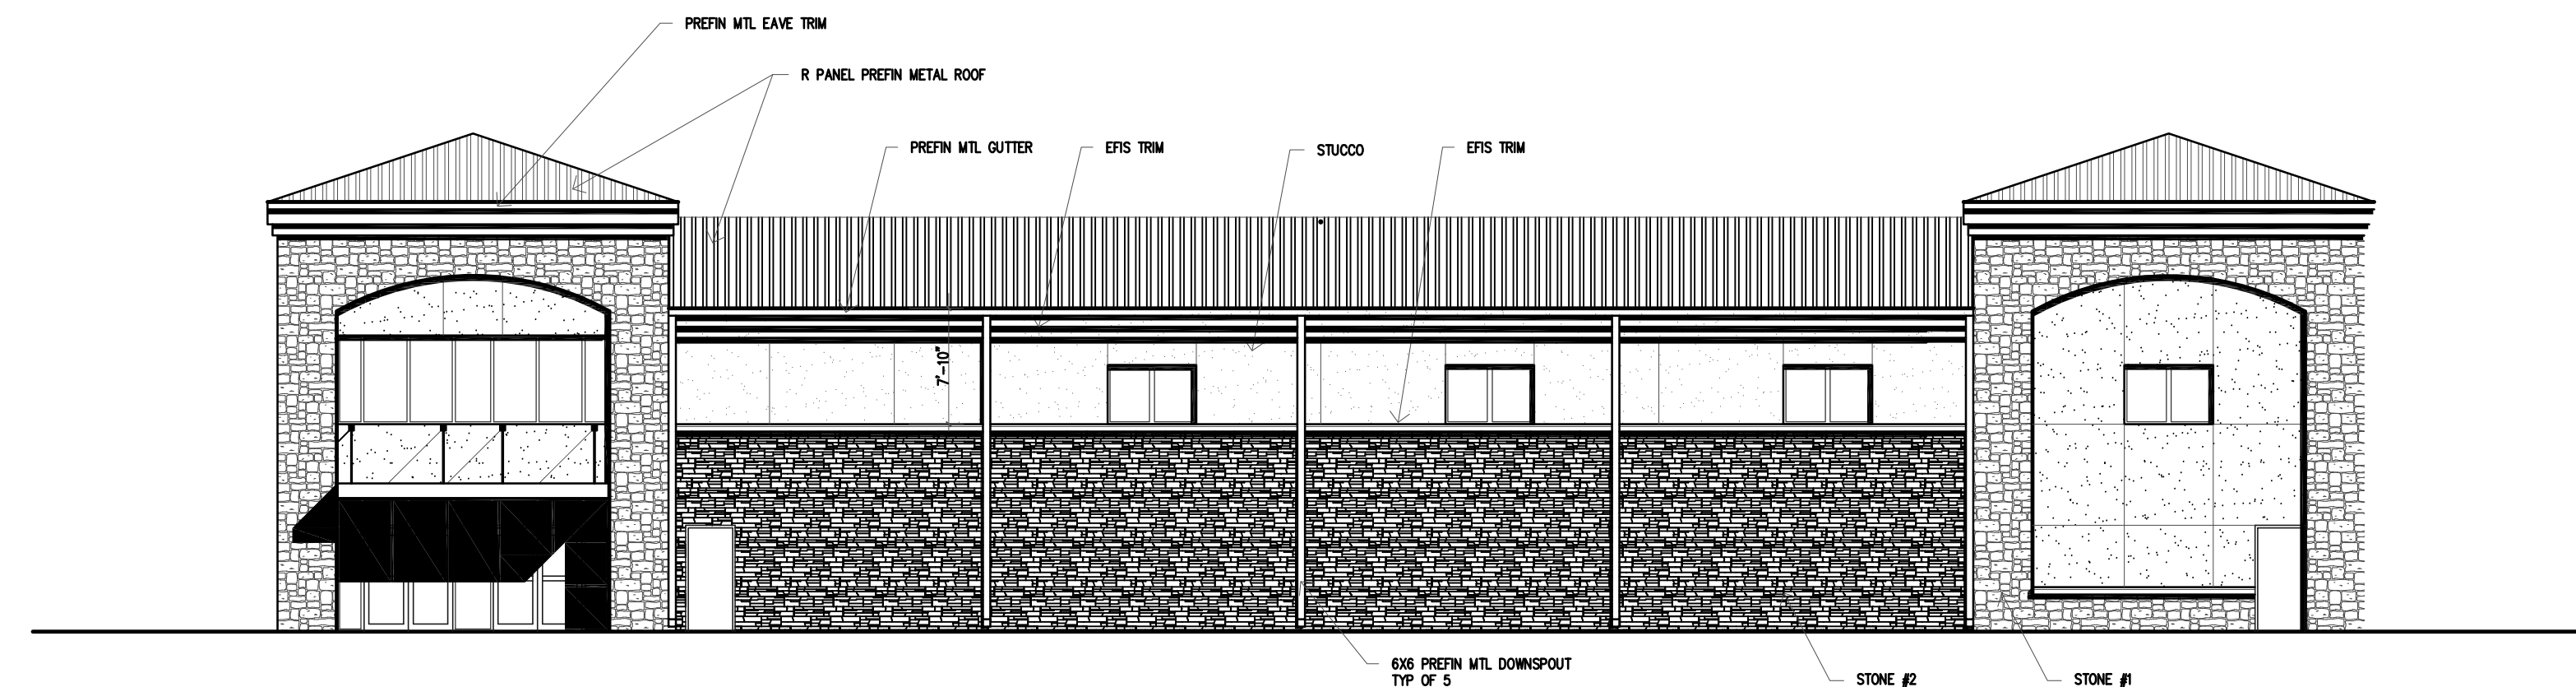 PREFIN MTL EAVE TRIM
R PANEL PREFIN METAL ROOF
PREFIN MTL GUTTER
EFIS TRIM
STUCCO
EFIS TRIM
7'-10"
6X6 PREFIN MTL DOWNSPOUT
TYP OF 5
STONE #2
STONE #1